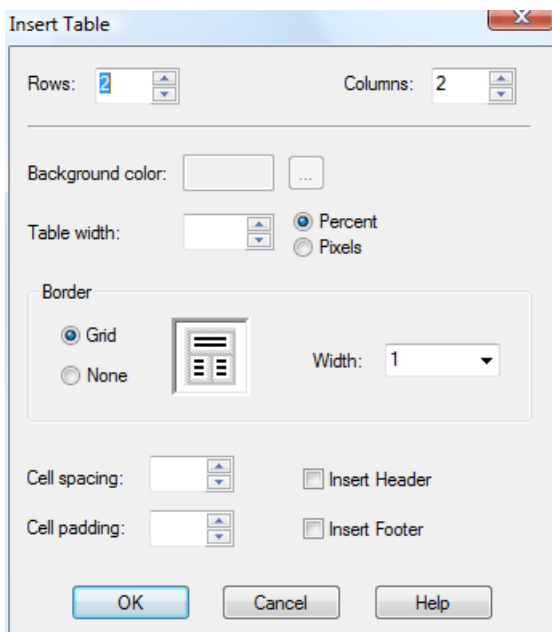 Insert Table
Rows: 2 Columns: 2
Background color: ...
Table width: Percent
Pixels
Border
Grid
None
Width: 1
Cell spacing: Insert Header
Cell padding: Insert Footer
OK Cancel Help